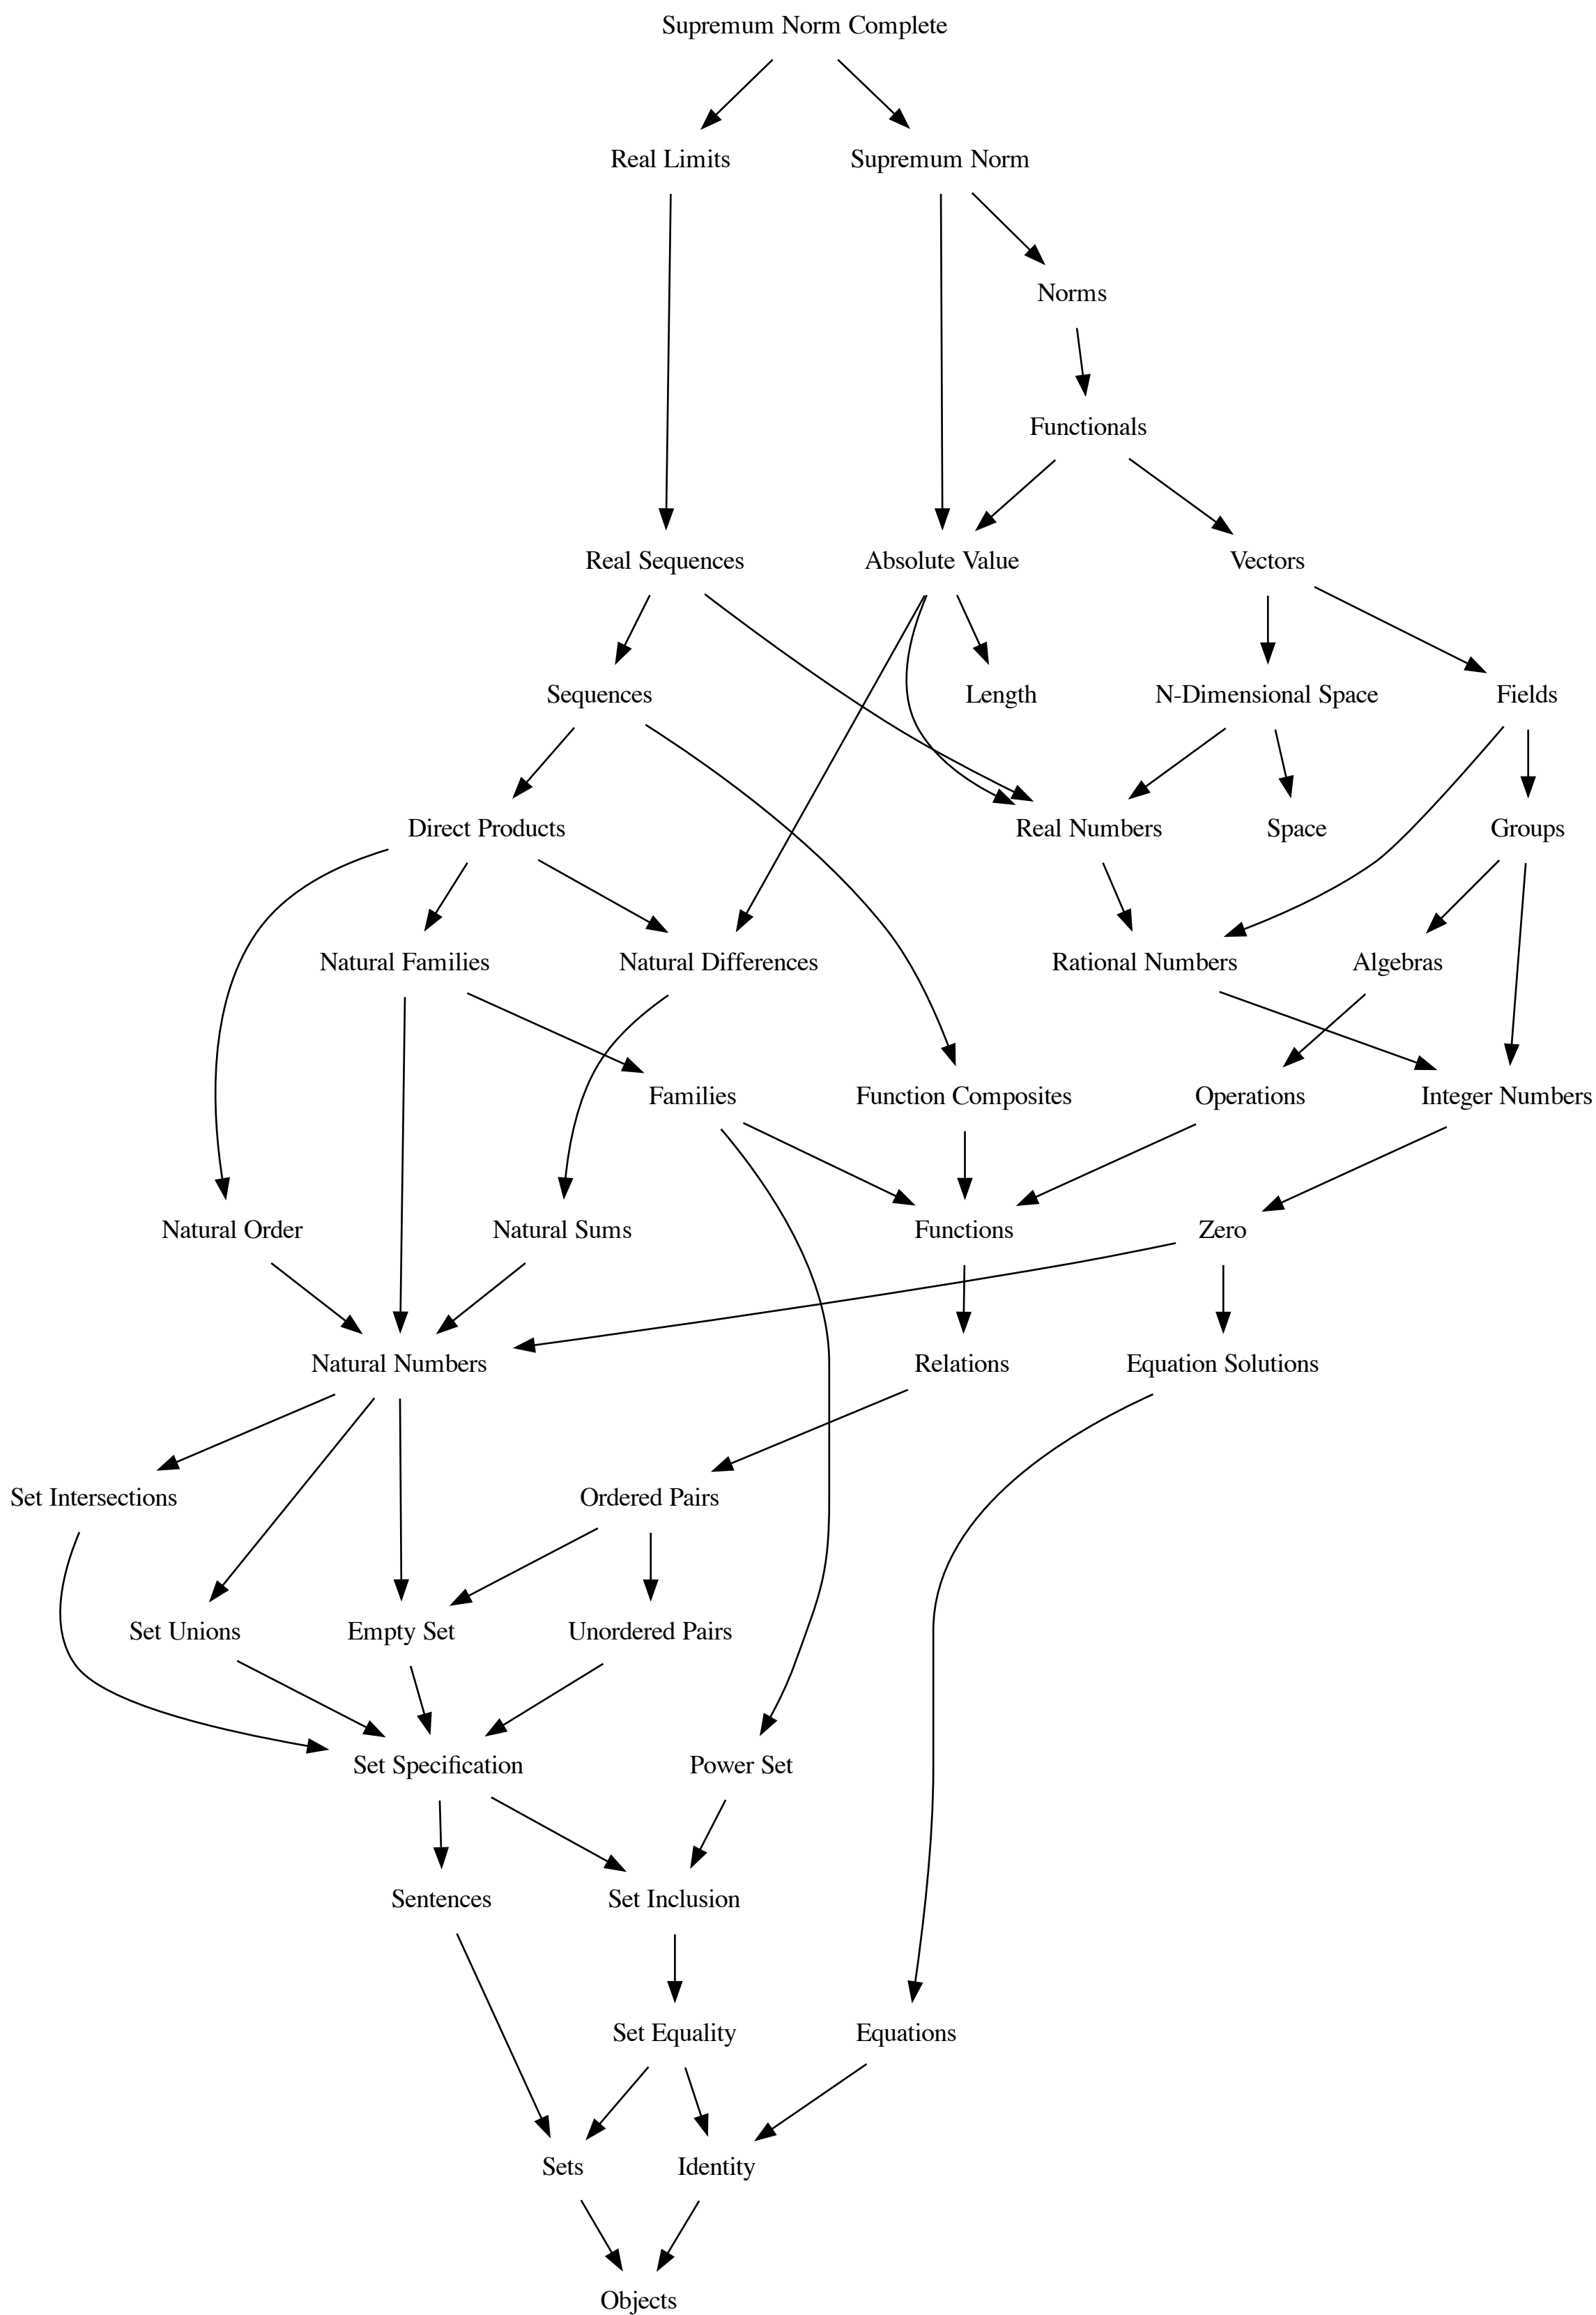 Supremum Norm Complete
Real Limits
Supremum Norm
Norms
Functionals
Real Sequences
Absolute Value
Vectors
Sequences
Length
N-Dimensional Space
Fields
Direct Products
Real Numbers
Space
Groups
Natural Families
Natural Differences
Rational Numbers
Algebras
Families
Function Composites
Operations
Integer Numbers
Natural Order
Natural Sums
Functions
Zero
Natural Numbers
Relations
Equation Solutions
Set Intersections
Ordered Pairs
Set Unions
Empty Set
Unordered Pairs
Set Specification
Power Set
Sentences
Set Inclusion
Set Equality
Equations
Sets
Identity
Objects